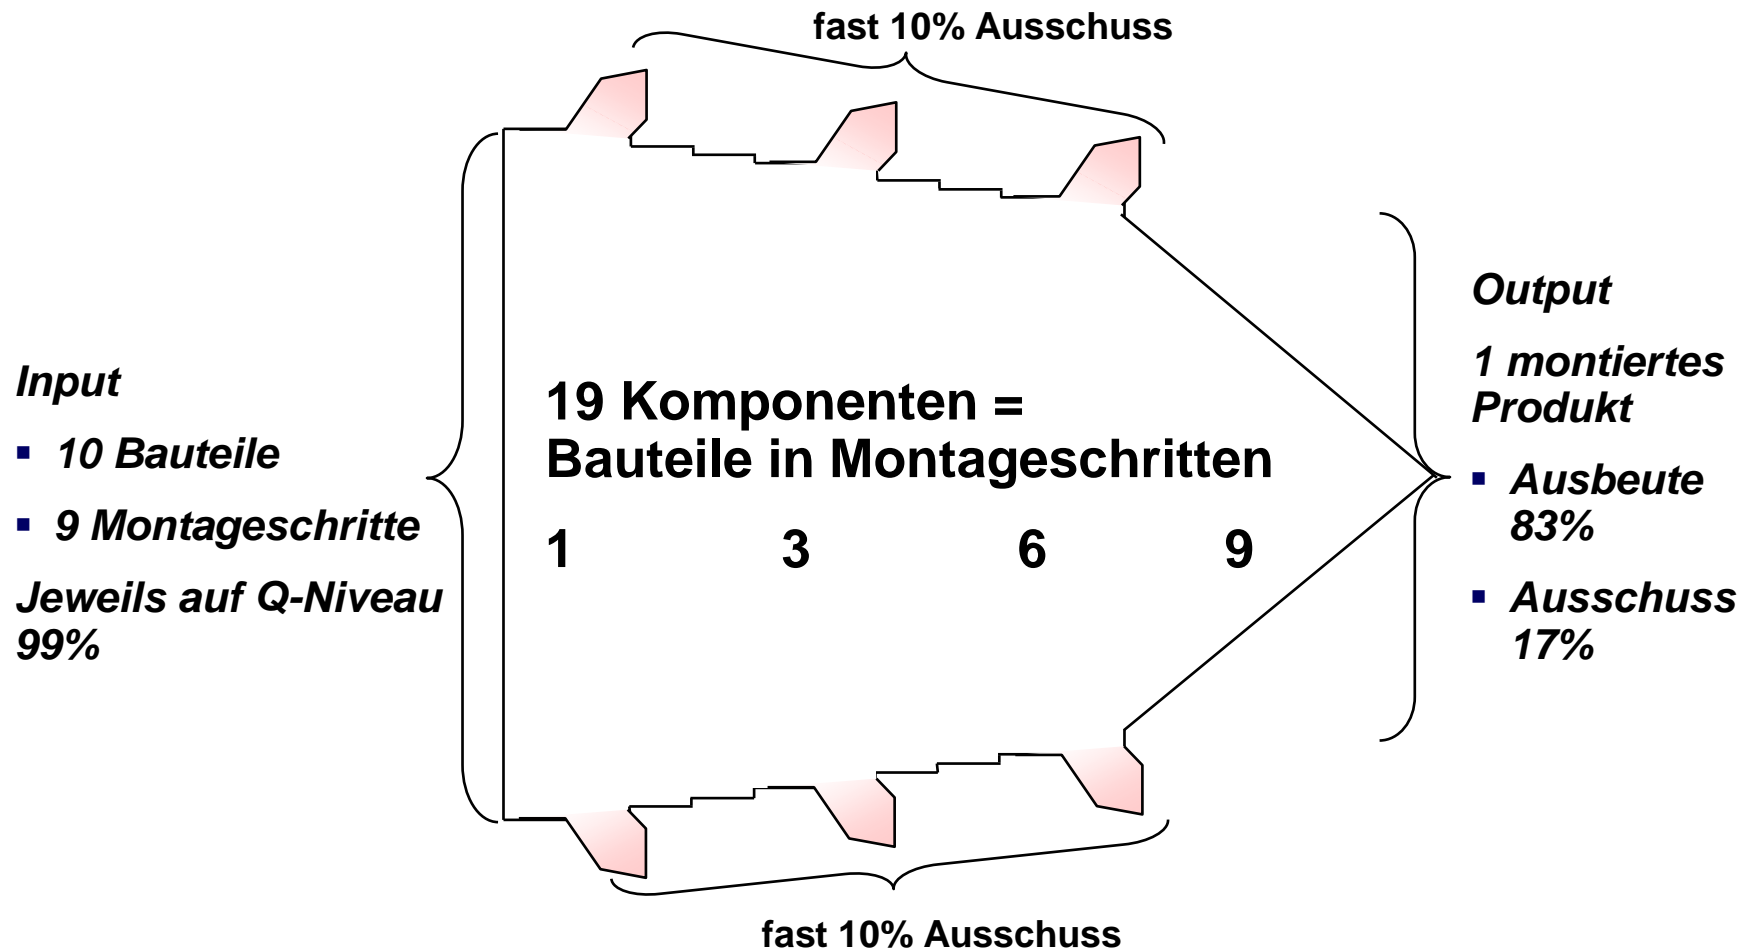 fast 10% Ausschuss
Input
▪ 10 Bauteile
▪ 9 Montageschritte
Jeweils auf Q-Niveau
99%
19 Komponenten =
Bauteile in Montageschritten
1 3 6 9
Output
1 montiertes
Produkt
▪ Ausbeute
83%
▪ Ausschuss
17%
fast 10% Ausschuss